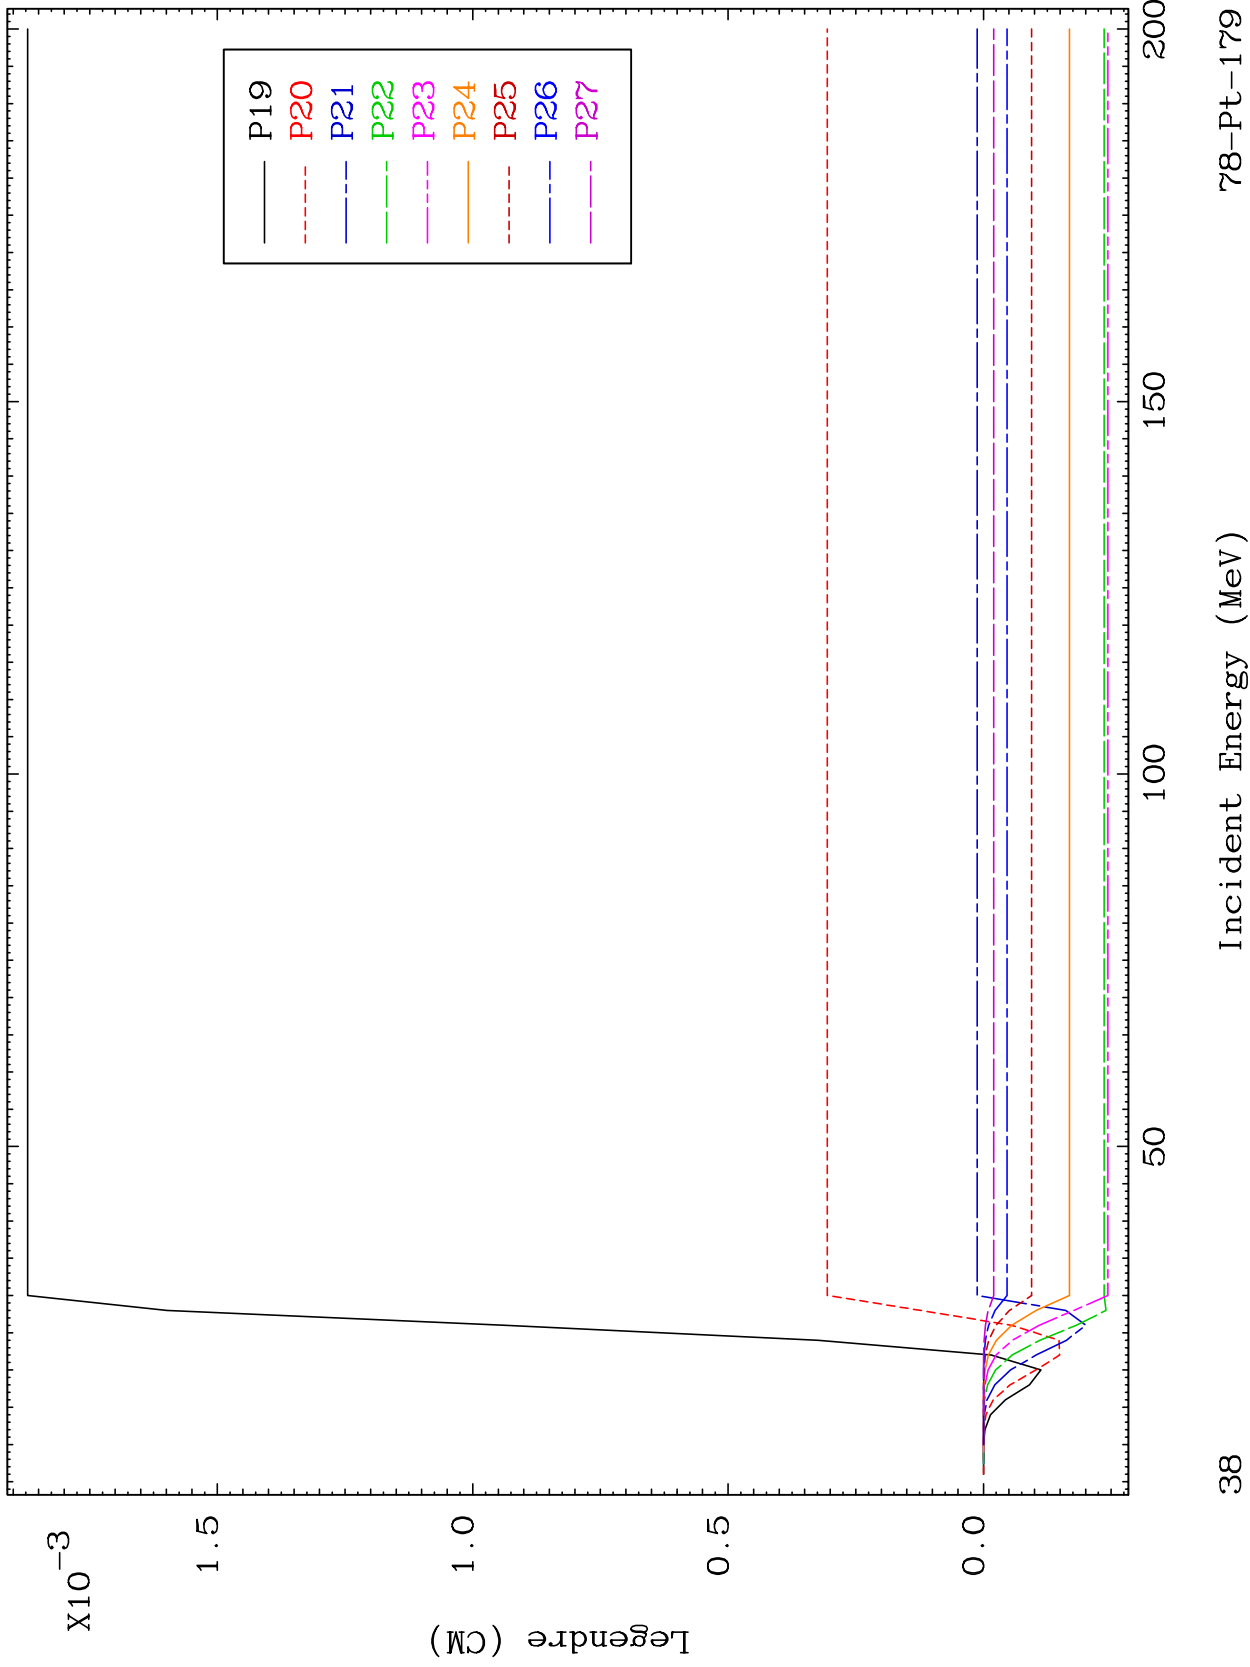 X10-3
1.5
1.0
0.5
0.0
Legendre (CM)
P19
P20
P21
P22
P23
P24
P25
P26
P27
50
100
150
200
Incident Energy (MeV)
38
78-Pt-179